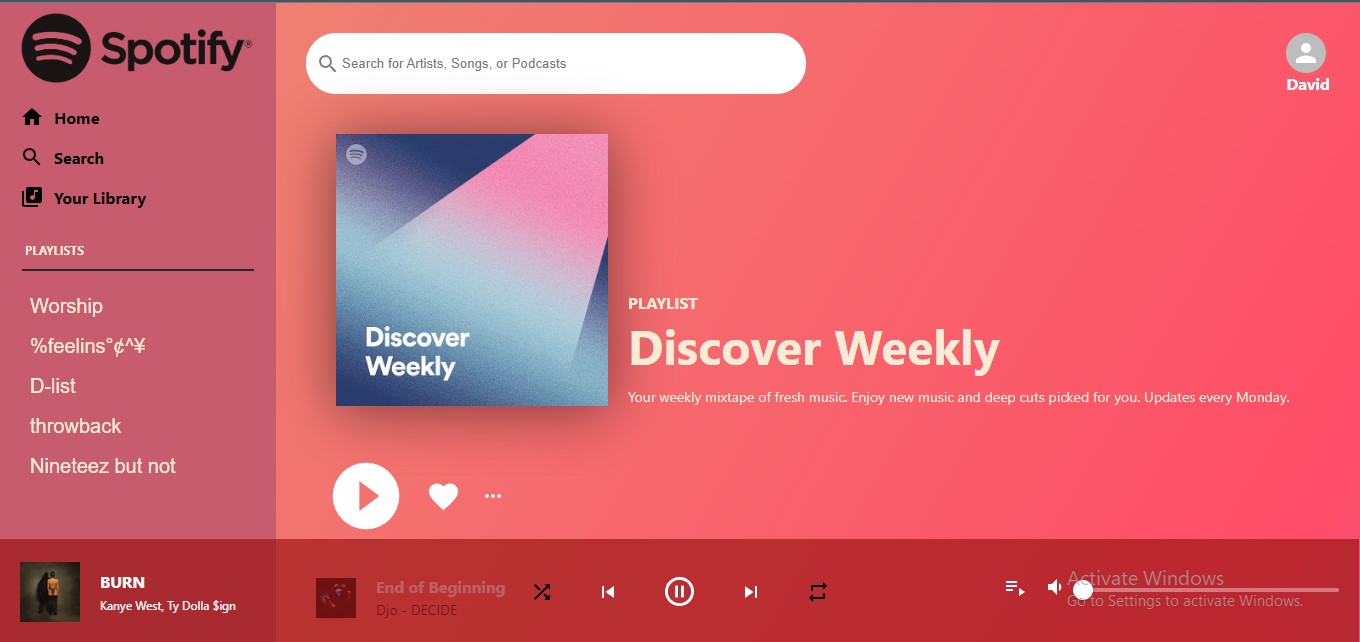 Spotify®
Search for Artists, Songs, or Podcasts
David
Home
Search
Your Library
PLAYLISTS
Worship
%feelins°¢^¥
D-list
throwback
Nineteez but not
Discover
Weekly
PLAYLIST
Discover Weekly
Your weekly mixtape of fresh music. Enjoy new music and deep cuts picked for you. Updates every Monday.
BURN
Kanye West, Ty Dolla $ign
End of Beginning
Djo - DECIDE
Activate Windows
Go to Settings to activate Windows.